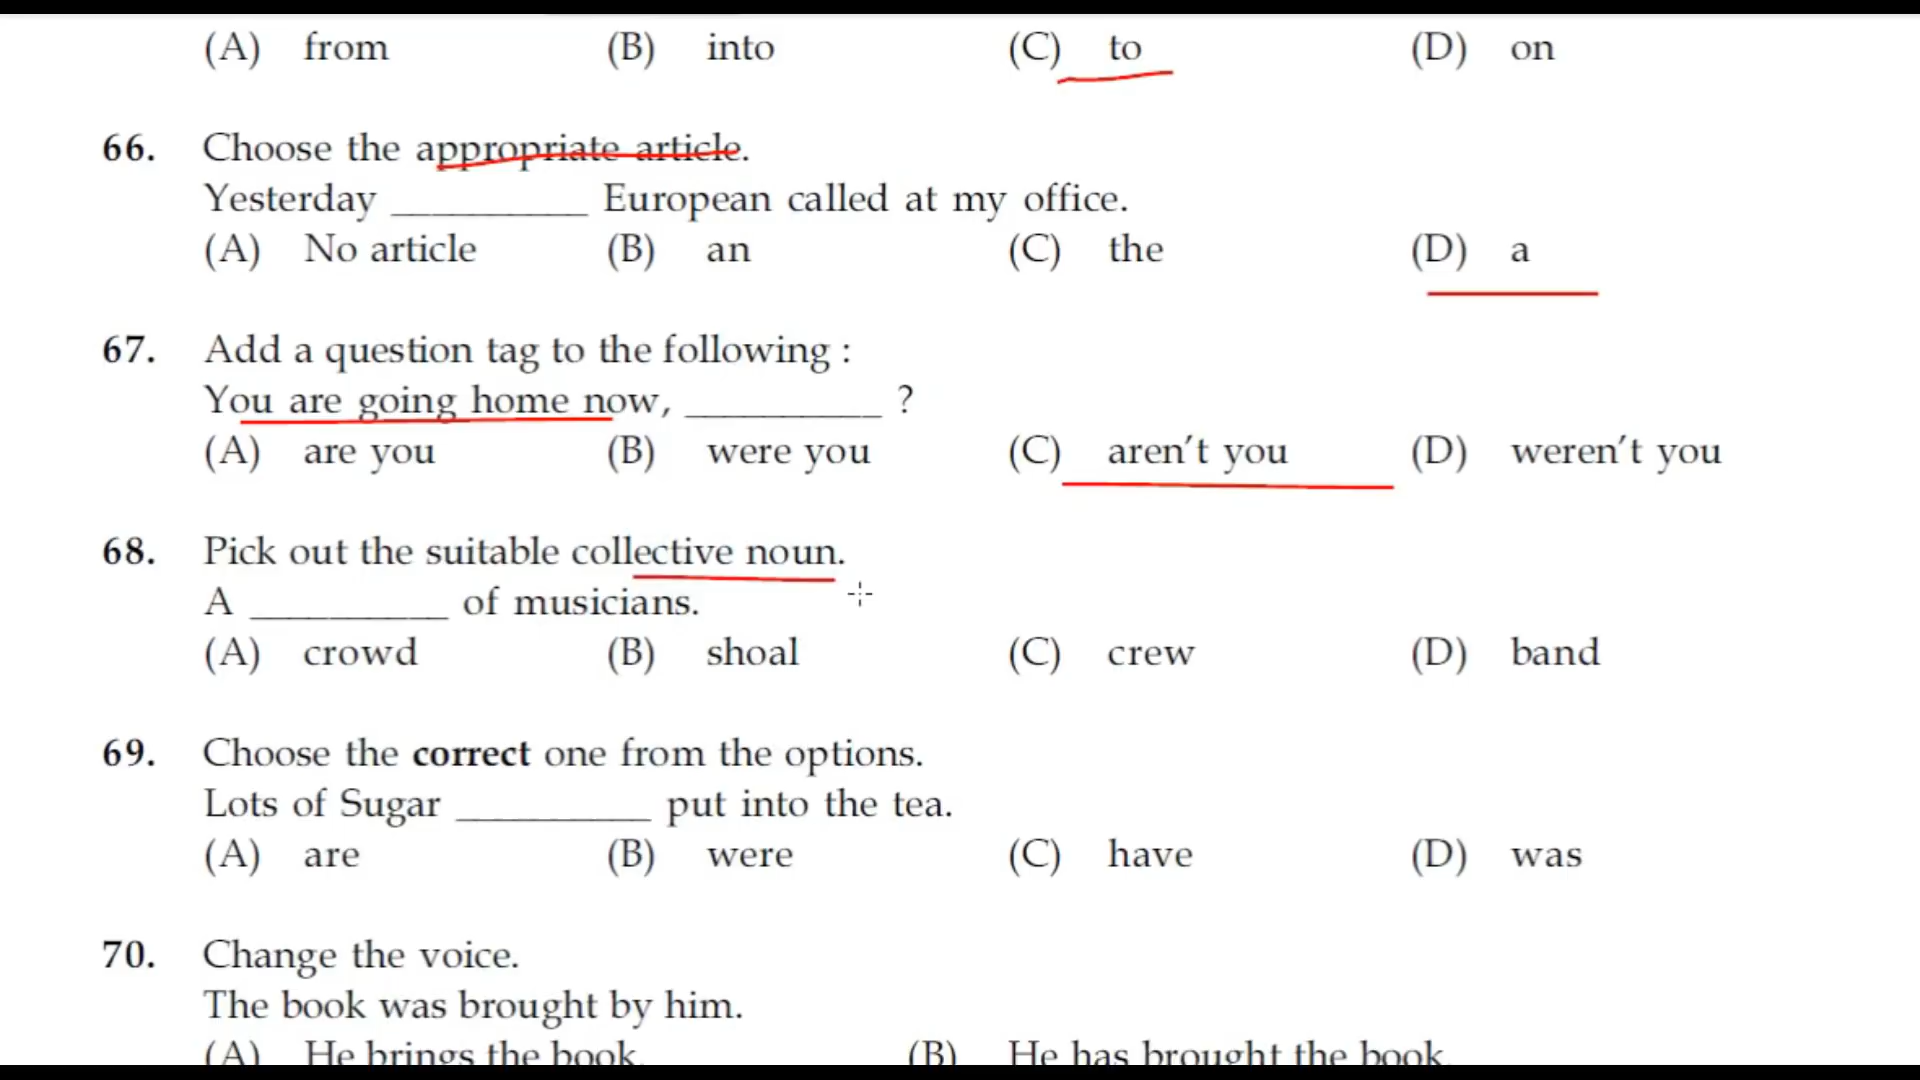 (A) from (B) into (C) to (D) on
66. Choose the appropriate article.
Yesterday __________ European called at my office.
(A) No article (B) an (C) the (D) a
67. Add a question tag to the following :
You are going home now, __________ ?
(A) are you (B) were you (C) aren't you (D) weren't you
68. Pick out the suitable collective noun.
A __________ of musicians.
(A) crowd (B) shoal (C) crew (D) band
69. Choose the correct one from the options.
Lots of Sugar __________ put into the tea.
(A) are (B) were (C) have (D) was
70. Change the voice.
The book was brought by him.
(A) He brings the book. (B) He has brought the book.